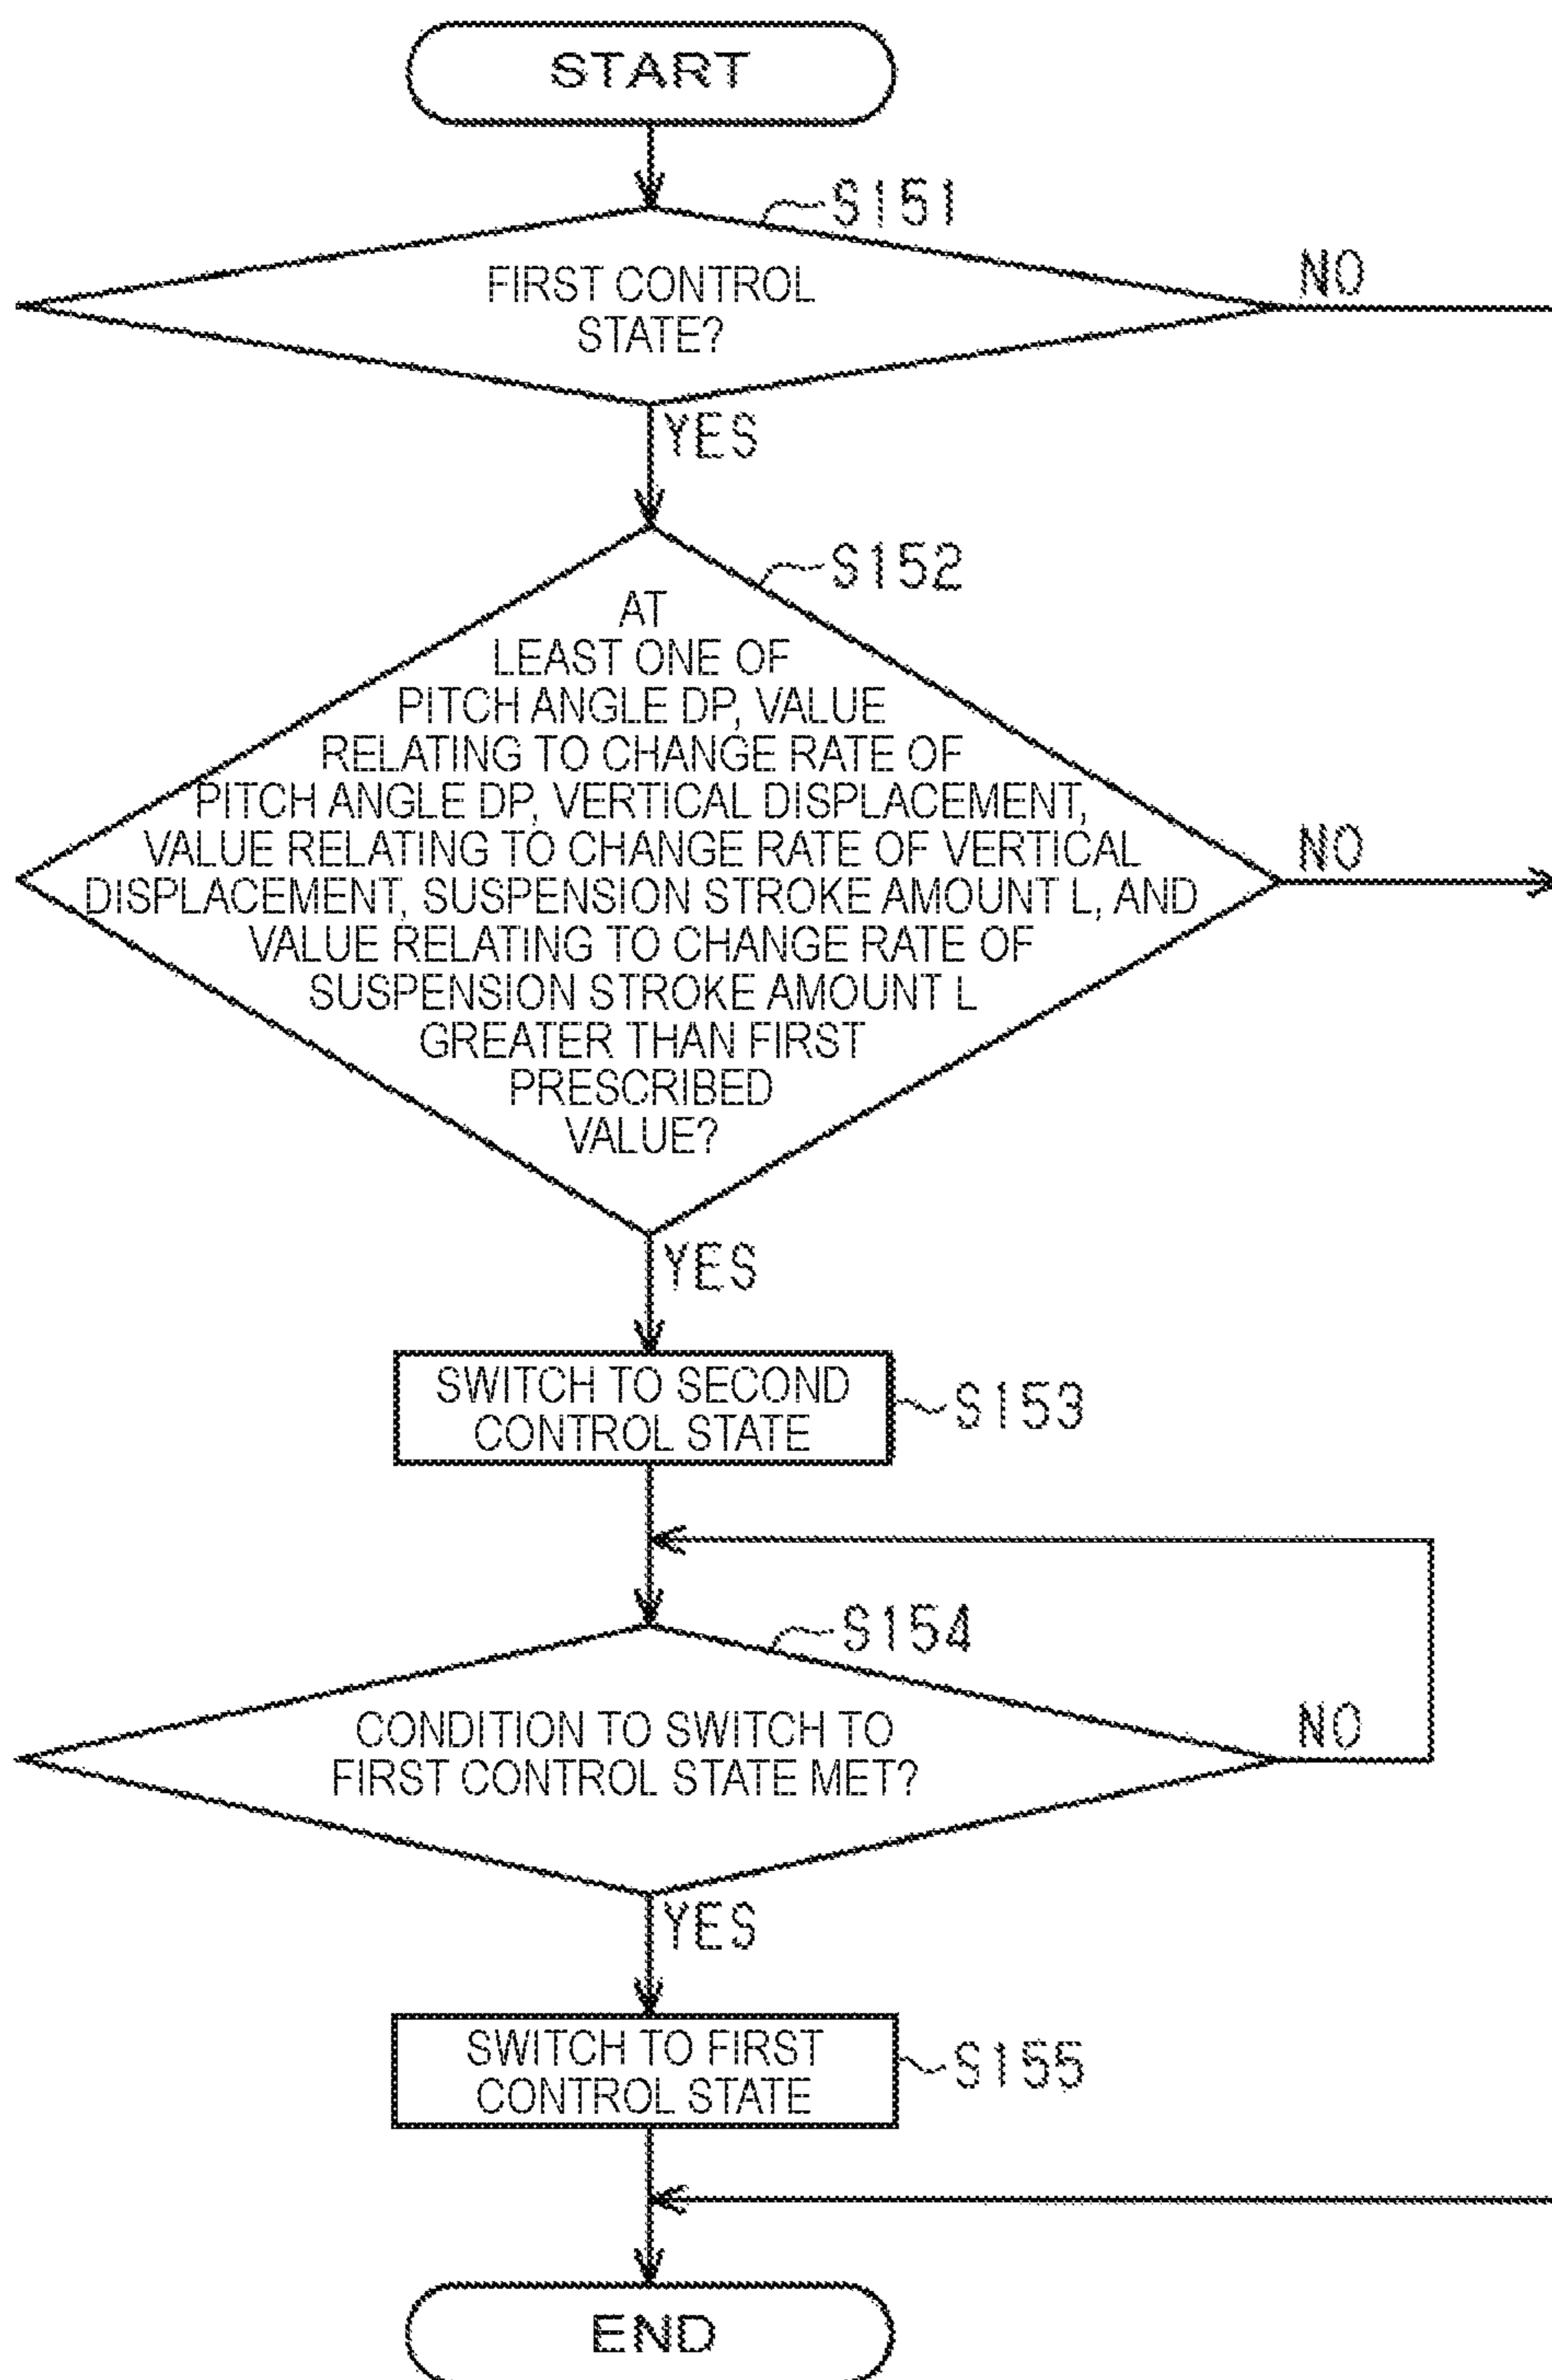 START
S151
FIRST CONTROL
STATE?
NO
YES
S152
AT
LEAST ONE OF
PITCH ANGLE DP, VALUE
RELATING TO CHANGE RATE OF
PITCH ANGLE DP, VERTICAL DISPLACEMENT,
VALUE RELATING TO CHANGE RATE OF VERTICAL
DISPLACEMENT, SUSPENSION STROKE AMOUNT L, AND
VALUE RELATING TO CHANGE RATE OF
SUSPENSION STROKE AMOUNT L
GREATER THAN FIRST
PRESCRIBED
VALUE?
NO
YES
SWITCH TO SECOND
CONTROL STATE
S153
S154
CONDITION TO SWITCH TO
FIRST CONTROL STATE MET?
NO
YES
SWITCH TO FIRST
CONTROL STATE
S155
END